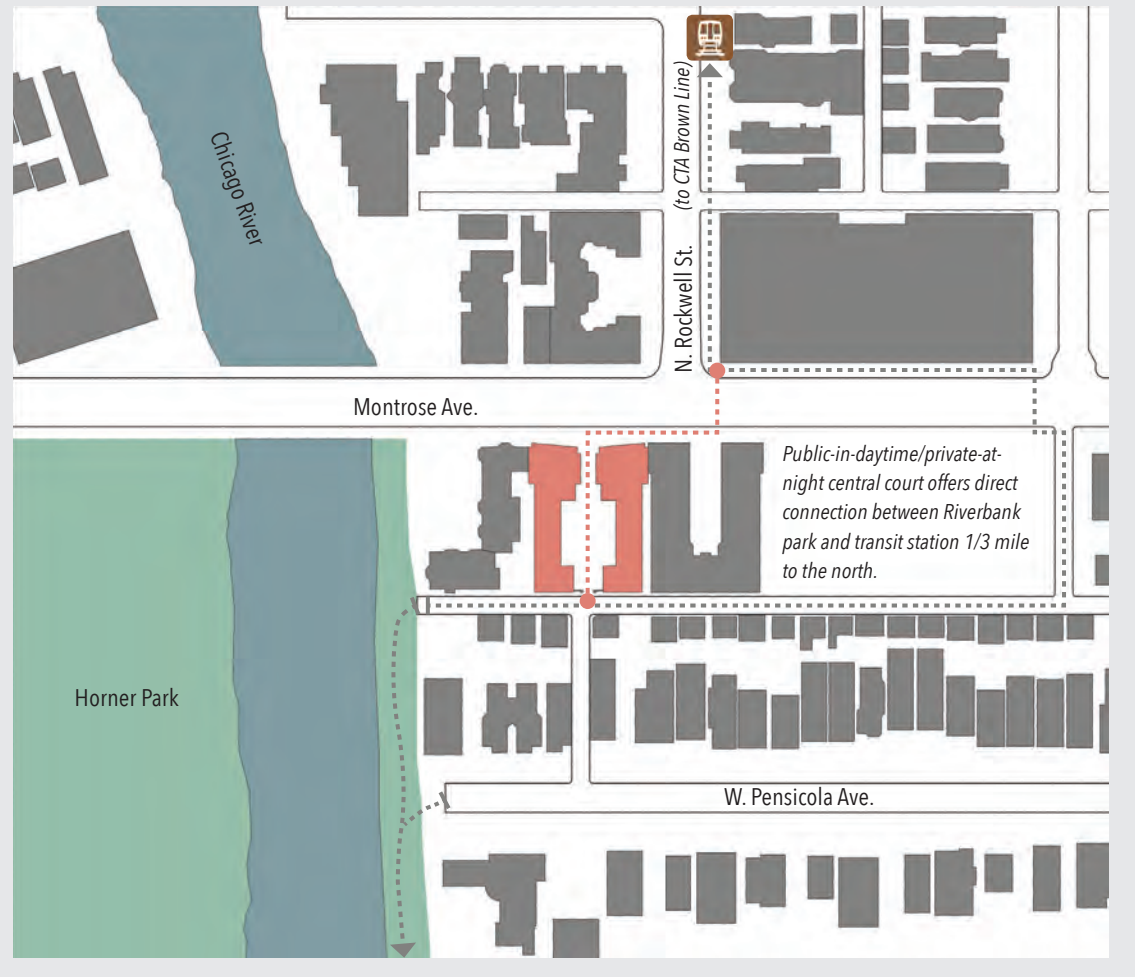 Chicago River
(to CTA Brown Line)
N. Rockwell St.
Montrose Ave.
Public-in-daytime/private-at-
night central court offers direct
connection between Riverbank
park and transit station 1/3 mile
to the north.
Horner Park
W. Pensicola Ave.